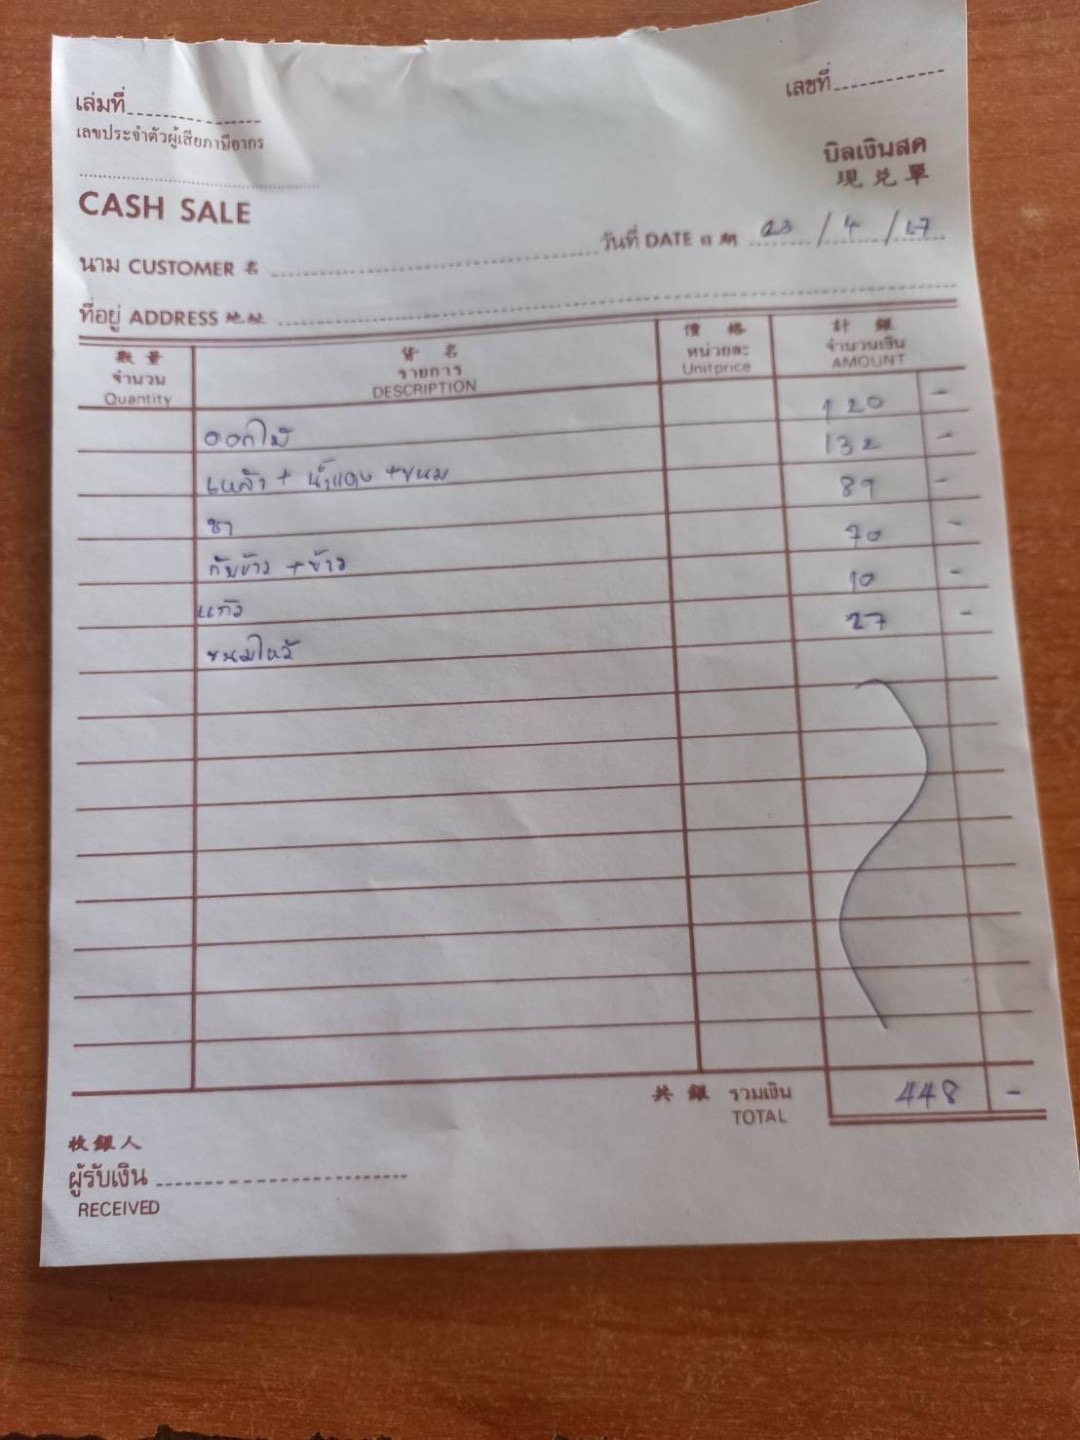 เล่มที่
เลขที่
เลขประจำตัวผู้เสียภาษีอากร
บิลเงินสด
現兌單
CASH SALE
วันที่ DATE 日期 23/4/67
นาม CUSTOMER 名
ที่อยู่ ADDRESS 地址
數量 貨名 價格 計銀
จำนวน รายการ หน่วยละ จำนวนเงิน
Quantity DESCRIPTION Unitprice AMOUNT
ดอกไม้ 120 -
เหล้า + น้ำแดง + ขนม 132 -
ชา 89 -
กับข้าว + ข้าว 70 -
แก้ว 10 -
ขนมไหว้ 27 -
共銀 รวมเงิน 448 -
TOTAL
收銀人
ผู้รับเงิน
RECEIVED